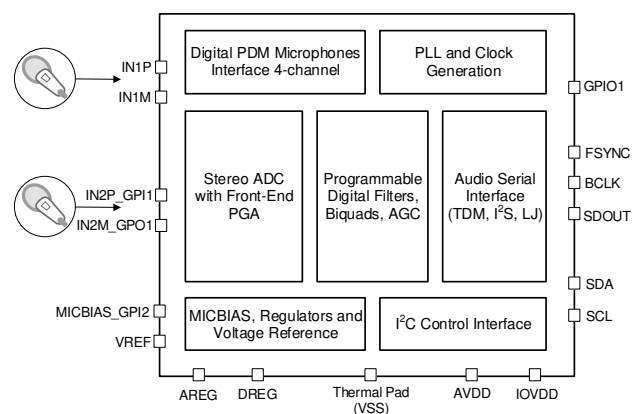 IN1P
IN1M
IN2P_GPI1
IN2M_GPO1
MICBIAS_GPI2
VREF
Digital PDM Microphones
Interface 4-channel
PLL and Clock
Generation
Stereo ADC
with Front-End
PGA
Programmable
Digital Filters,
Biquads, AGC
Audio Serial
Interface
(TDM, I²S, LJ)
MICBIAS, Regulators and
Voltage Reference
I²C Control Interface
GPIO1
FSYNC
BCLK
SDOUT
SDA
SCL
AREG
DREG
Thermal Pad
(VSS)
AVDD
IOVDD